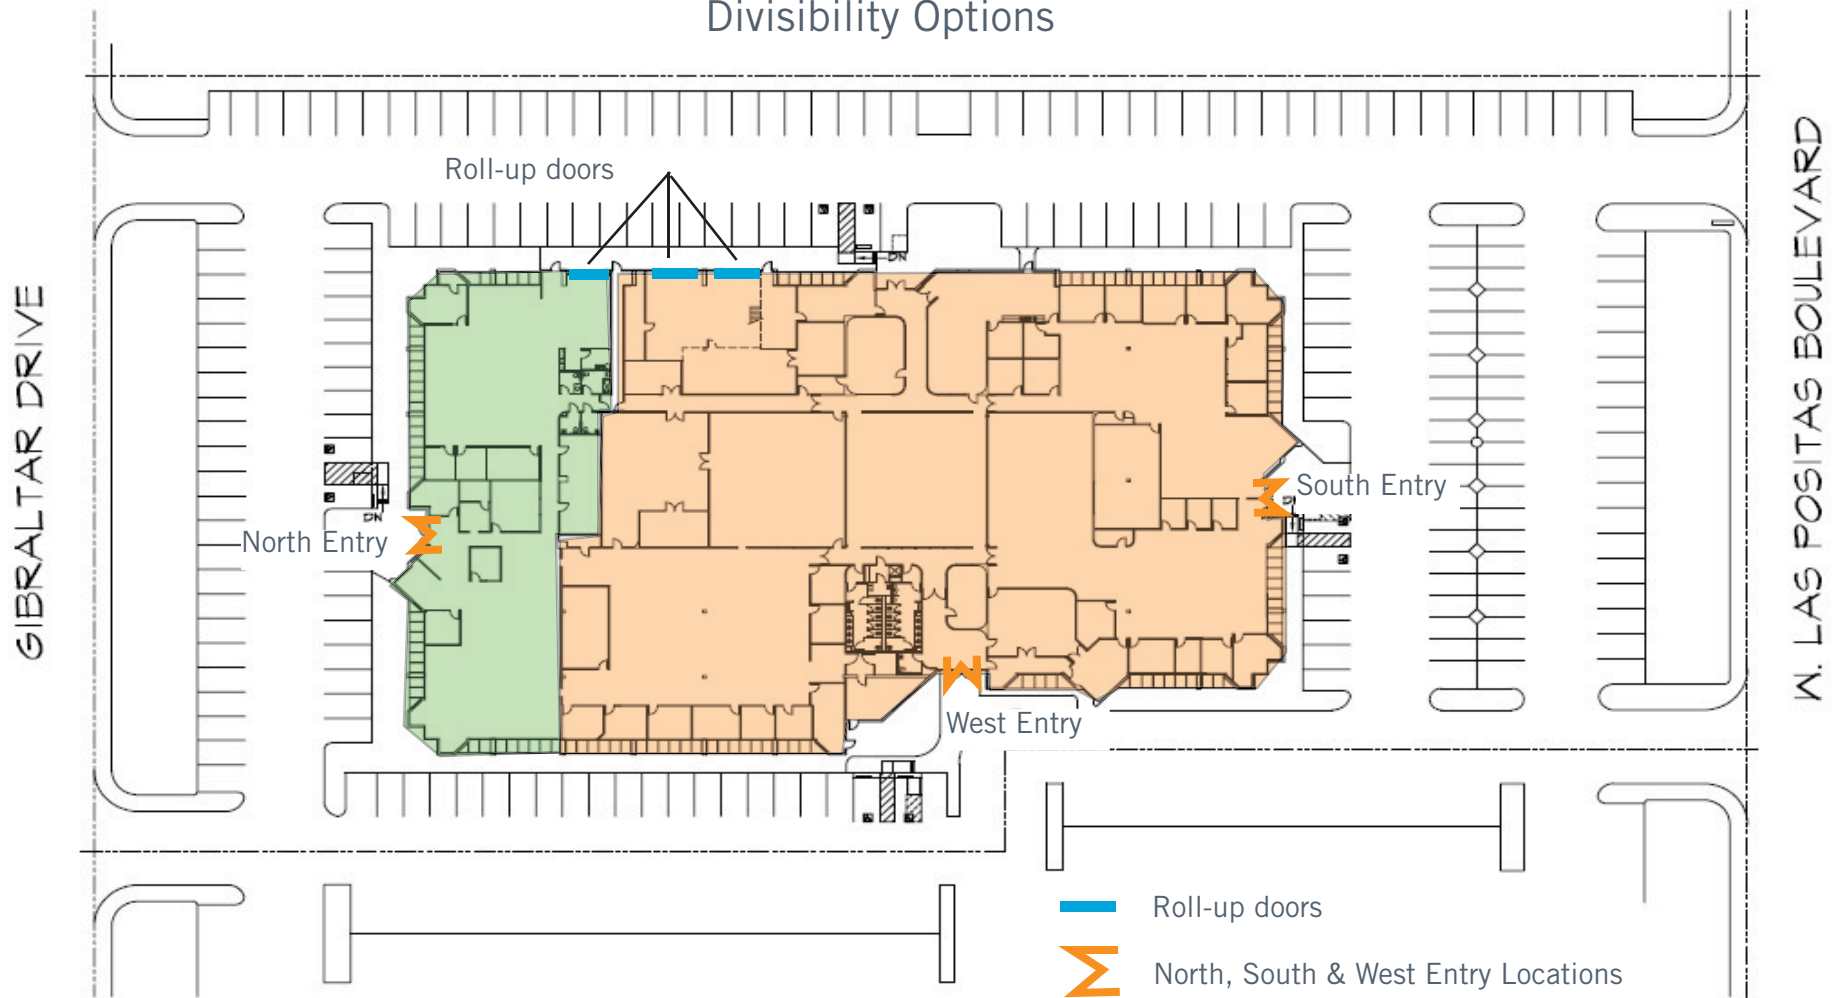 Divisibility Options
Roll-up doors
DN
GIBRALTAR DRIVE
W. LAS POSITAS BOULEVARD
South Entry
DN
North Entry
West Entry
Roll-up doors
North, South & West Entry Locations